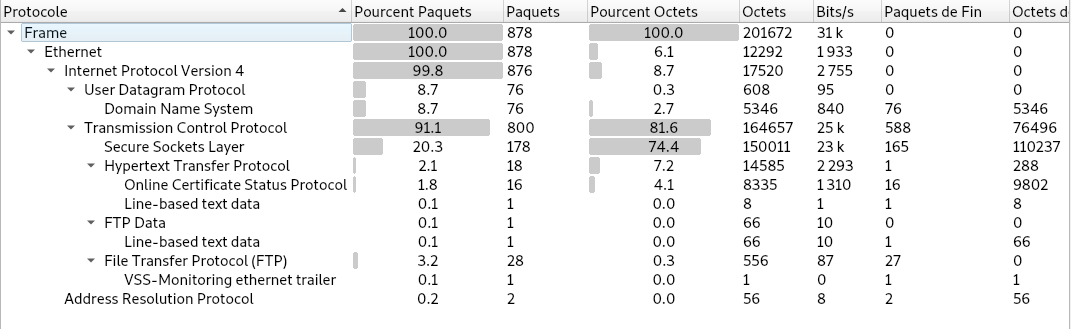 Protocole Pourcent Paquets Paquets Pourcent Octets Octets Bits/s Paquets de Fin Octets d
Frame 100.0 878 100.0 201672 31 k 0 0
Ethernet 100.0 878 6.1 12292 1 933 0 0
Internet Protocol Version 4 99.8 876 8.7 17520 2 755 0 0
User Datagram Protocol 8.7 76 0.3 608 95 0 0
Domain Name System 8.7 76 2.7 5346 840 76 5346
Transmission Control Protocol 91.1 800 81.6 164657 25 k 588 76496
Secure Sockets Layer 20.3 178 74.4 150011 23 k 165 110237
Hypertext Transfer Protocol 2.1 18 7.2 14585 2 293 1 288
Online Certificate Status Protocol 1.8 16 4.1 8335 1 310 16 9802
Line-based text data 0.1 1 0.0 8 1 1 8
FTP Data 0.1 1 0.0 66 10 0 0
Line-based text data 0.1 1 0.0 66 10 1 66
File Transfer Protocol (FTP) 3.2 28 0.3 556 87 27 0
VSS-Monitoring ethernet trailer 0.1 1 0.0 1 0 1 1
Address Resolution Protocol 0.2 2 0.0 56 8 2 56